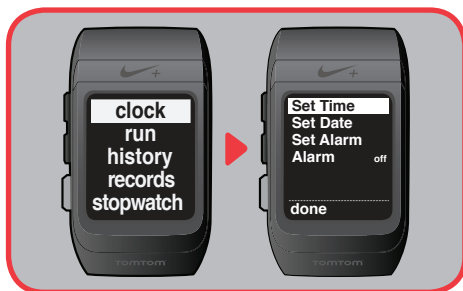 clock
run
history
records
stopwatch
TOMTOM
Set Time
Set Date
Set Alarm
Alarm off
done
TOMTOM